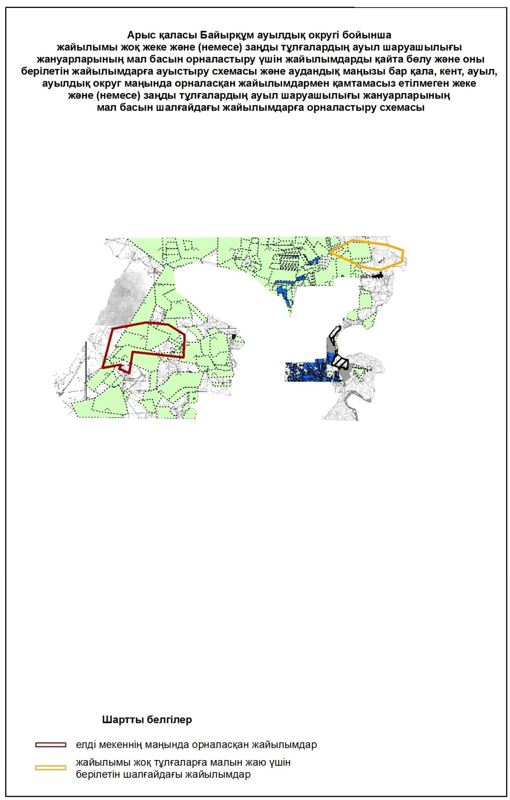 Арыс қаласы Байырқұм ауылдық округі бойынша
жайылымы жоқ жеке және (немесе) заңды тұлғалардың ауыл шаруашылығы
жануарларының мал басын орналастыру үшін жайылымдарды қайта бөлу және оны
берілетін жайылымдарға ауыстыру схемасы және аудандық маңызы бар қала, кент, ауыл,
ауылдық округ маңында орналасқан жайылымдармен қамтамасыз етілмеген жеке
және (немесе) заңды тұлғалардың ауыл шаруашылығы жануарларының
мал басын шалғайдағы жайылымдарға орналастыру схемасы
Шартты белгілер
елді мекеннің маңында орналасқан жайылымдар
жайылымы жоқ тұлғаларға малын жаю үшін
берілетін шалғайдағы жайылымдар